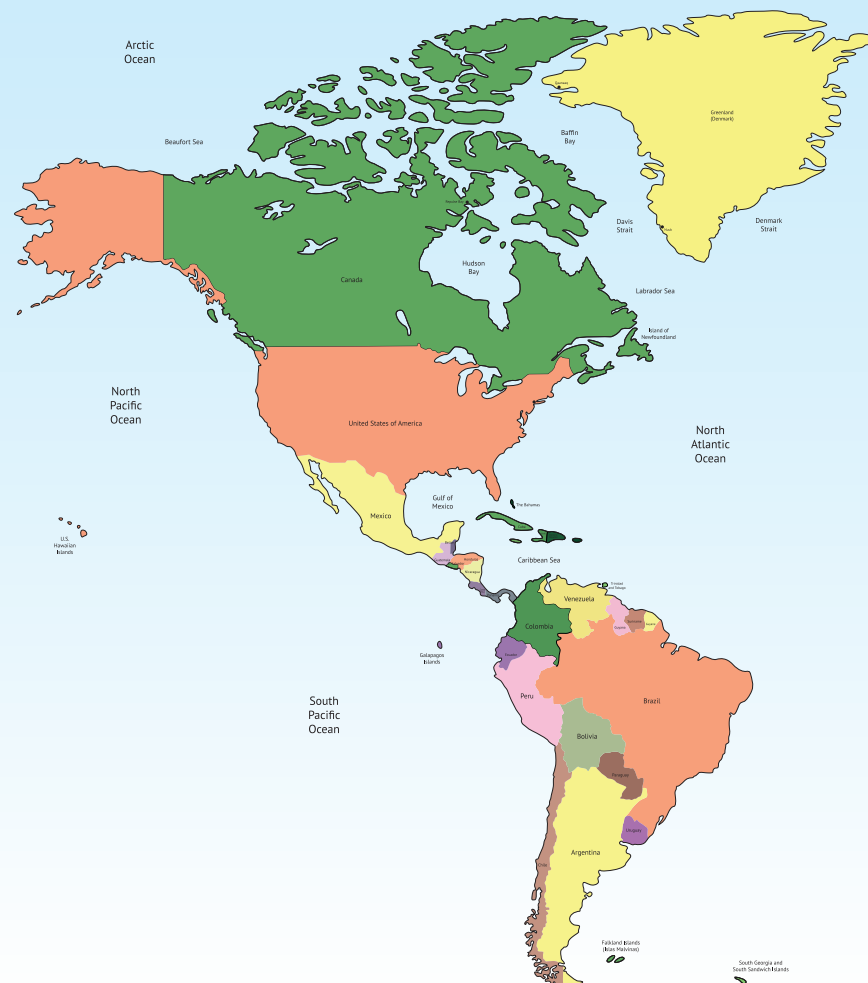 Arctic
Ocean
Beaufort Sea
Baffin
Bay
Greenland
(Denmark)
Davis
Strait
Denmark
Strait
Hudson
Bay
Canada
Labrador Sea
Island of
Newfoundland
North
Pacific
Ocean
United States of America
North
Atlantic
Ocean
Gulf of
Mexico
The Bahamas
Mexico
U.S.
Hawaiian
Islands
Caribbean Sea
Honduras
Guatemala
Nicaragua
Trinidad
and Tobago
Venezuela
Colombia
Guyana
Suriname
Ecuador
Galapagos
Islands
Peru
Brazil
South
Pacific
Ocean
Bolivia
Paraguay
Uruguay
Argentina
Chile
Falkland Islands
(Islas Malvinas)
South Georgia and
South Sandwich Islands